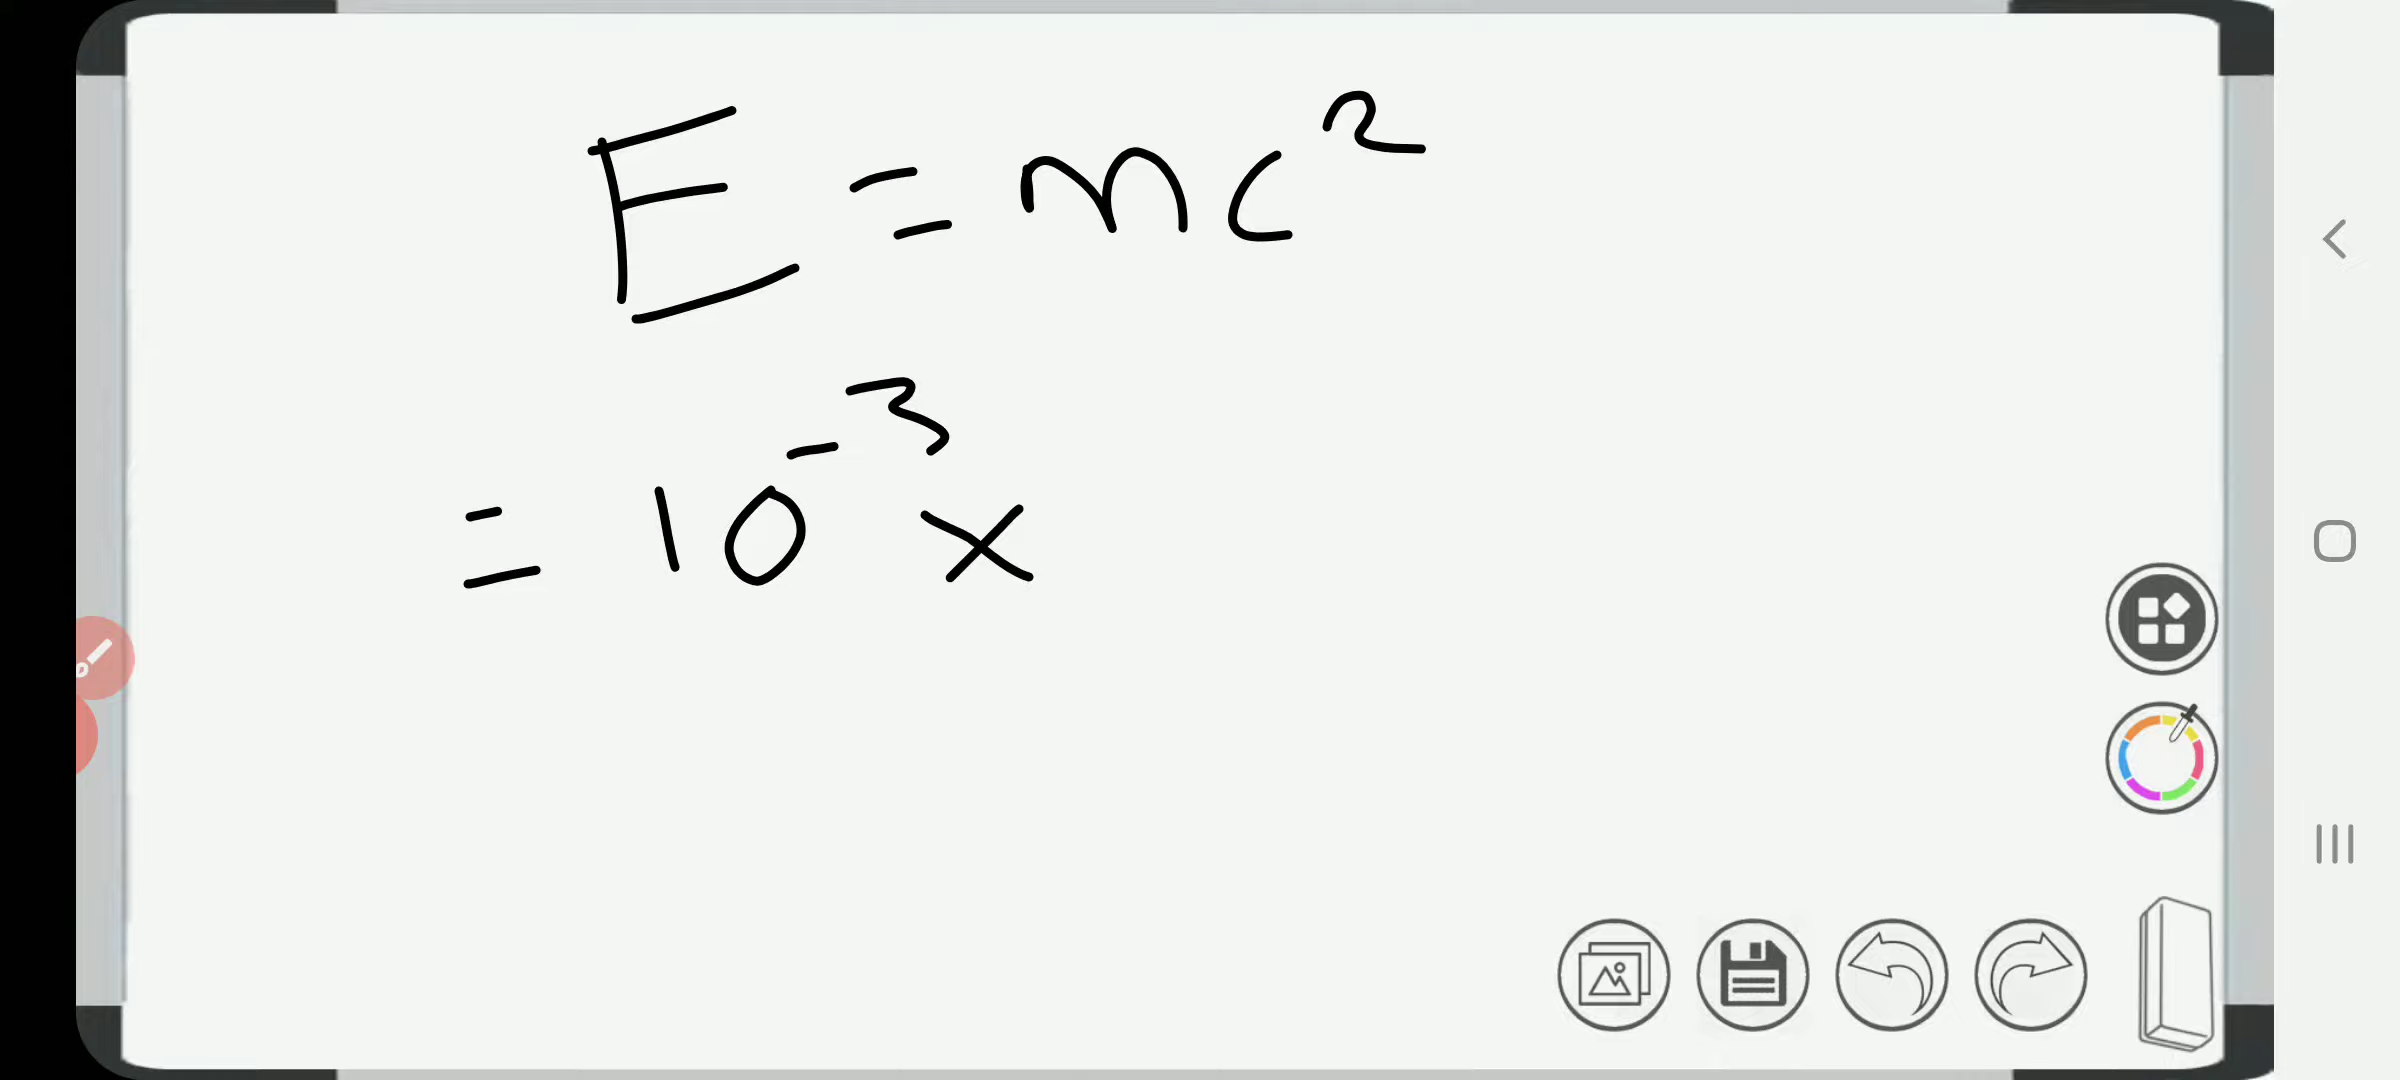 E = mc²
= 10⁻³ ×